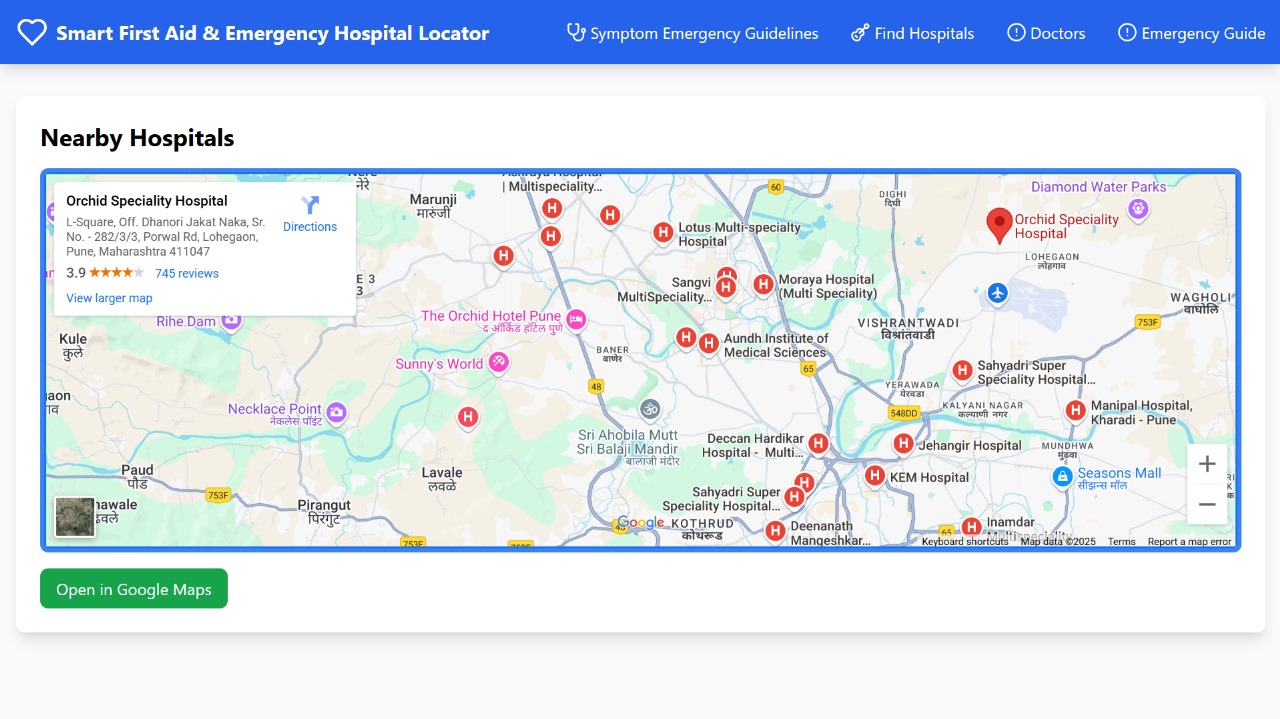 Smart First Aid & Emergency Hospital Locator
Symptom Emergency Guidelines
Find Hospitals
Doctors
Emergency Guide
Nearby Hospitals
Orchid Speciality Hospital
L-Square, Off. Dhanori Jakat Naka, Sr.
No. - 282/3/3, Porwal Rd, Lohegaon,
Pune, Maharashtra 411047
3.9
745 reviews
View larger map
Directions
नेरे
Marunji
मारुंजी
| Multispeciality...
60
DIGHI
दिघी
Diamond Water Parks
Orchid Speciality
Hospital
LOHEGAON
लोहगाव
Lotus Multi-specialty
Hospital
E 3
3
Sangvi
MultiSpeciality...
Moraya Hospital
(Multi Speciality)
WAGHOLI
वाघोली
753F
Rihe Dam
The Orchid Hotel Pune
द ऑर्किड हॉटेल पुणे
VISHRANTWADI
विश्रांतवाडी
Kule
कुले
BANER
बाणेर
Aundh Institute of
Medical Sciences
Sunny's World
65
Sahyadri Super
Speciality Hospital...
48
YERAWADA
येरवडा
548DD
KALYANI NAGAR
कल्याणी नगर
Manipal Hospital,
Kharadi - Pune
Necklace Point
नेकलेस पॉइंट
Sri Ahobila Mutt
Sri Balaji Mandir
बालाजी मंदीर
Deccan Hardikar
Hospital - Multi...
Jehangir Hospital
MUNDHWA
मुंढवा
Paud
पौड
Lavale
लवळे
KEM Hospital
Seasons Mall
सीझन्स मॉल
753F
Sahyadri Super
Speciality Hospital...
Pirangut
पिरंगुट
48
Google
KOTHRUD
कोथरूड
Deenanath
Mangeshkar...
65
Inamdar
Multispeciality
753F
Keyboard shortcuts
Map data ©2025
Terms
Report a map error
Open in Google Maps